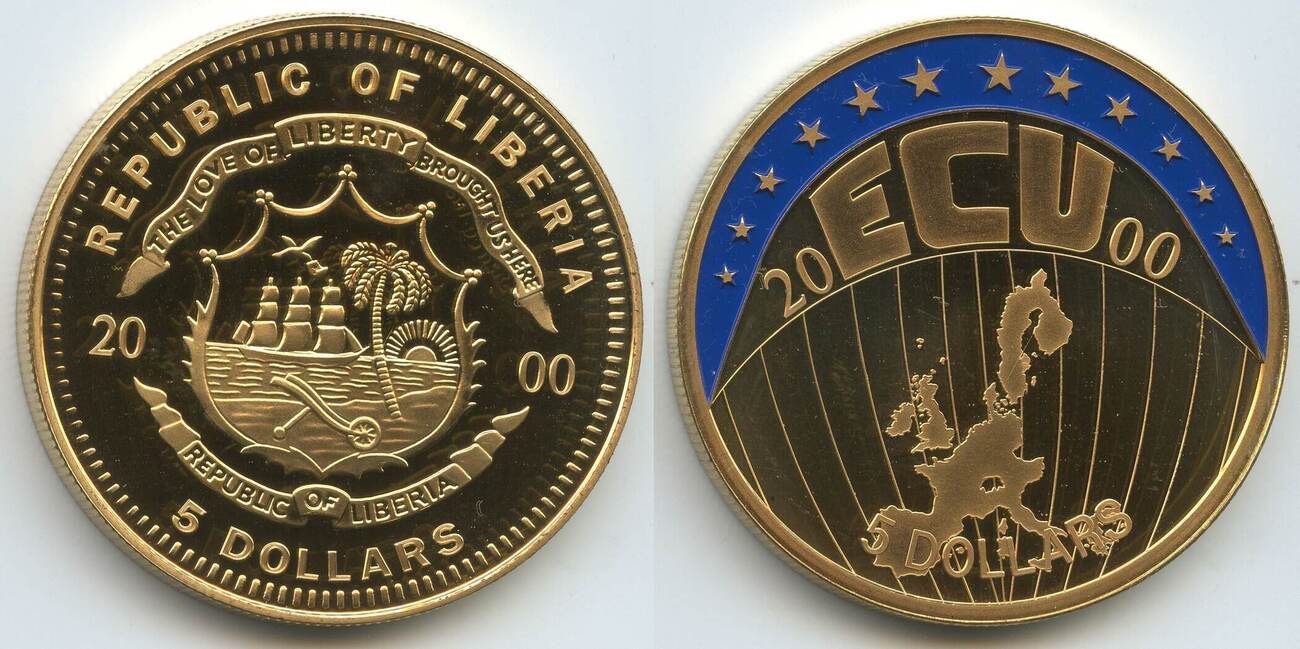 REPUBLIC OF LIBERIA
THE LOVE OF LIBERTY BROUGHT US HERE
20 00
REPUBLIC OF LIBERIA
5 DOLLARS
ECU
20 00
5 DOLLARS